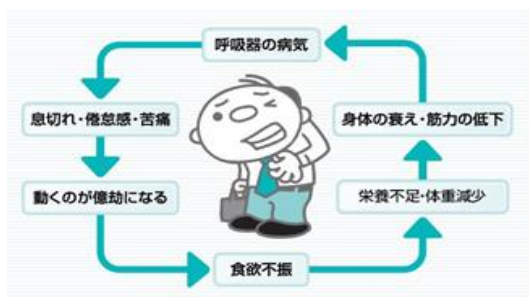 呼吸器の病気
息切れ・倦怠感・苦痛
動くのが億劫になる
食欲不振
栄養不足・体重減少
身体の衰え・筋力の低下